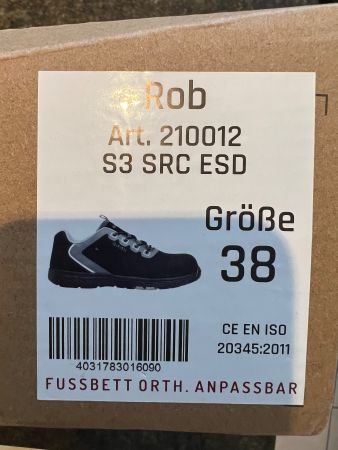 Rob
Art. 210012
S3 SRC ESD
Größe
38
CE EN ISO
20345:2011
4031783016090
FUSSBETT ORTH. ANPASSBAR